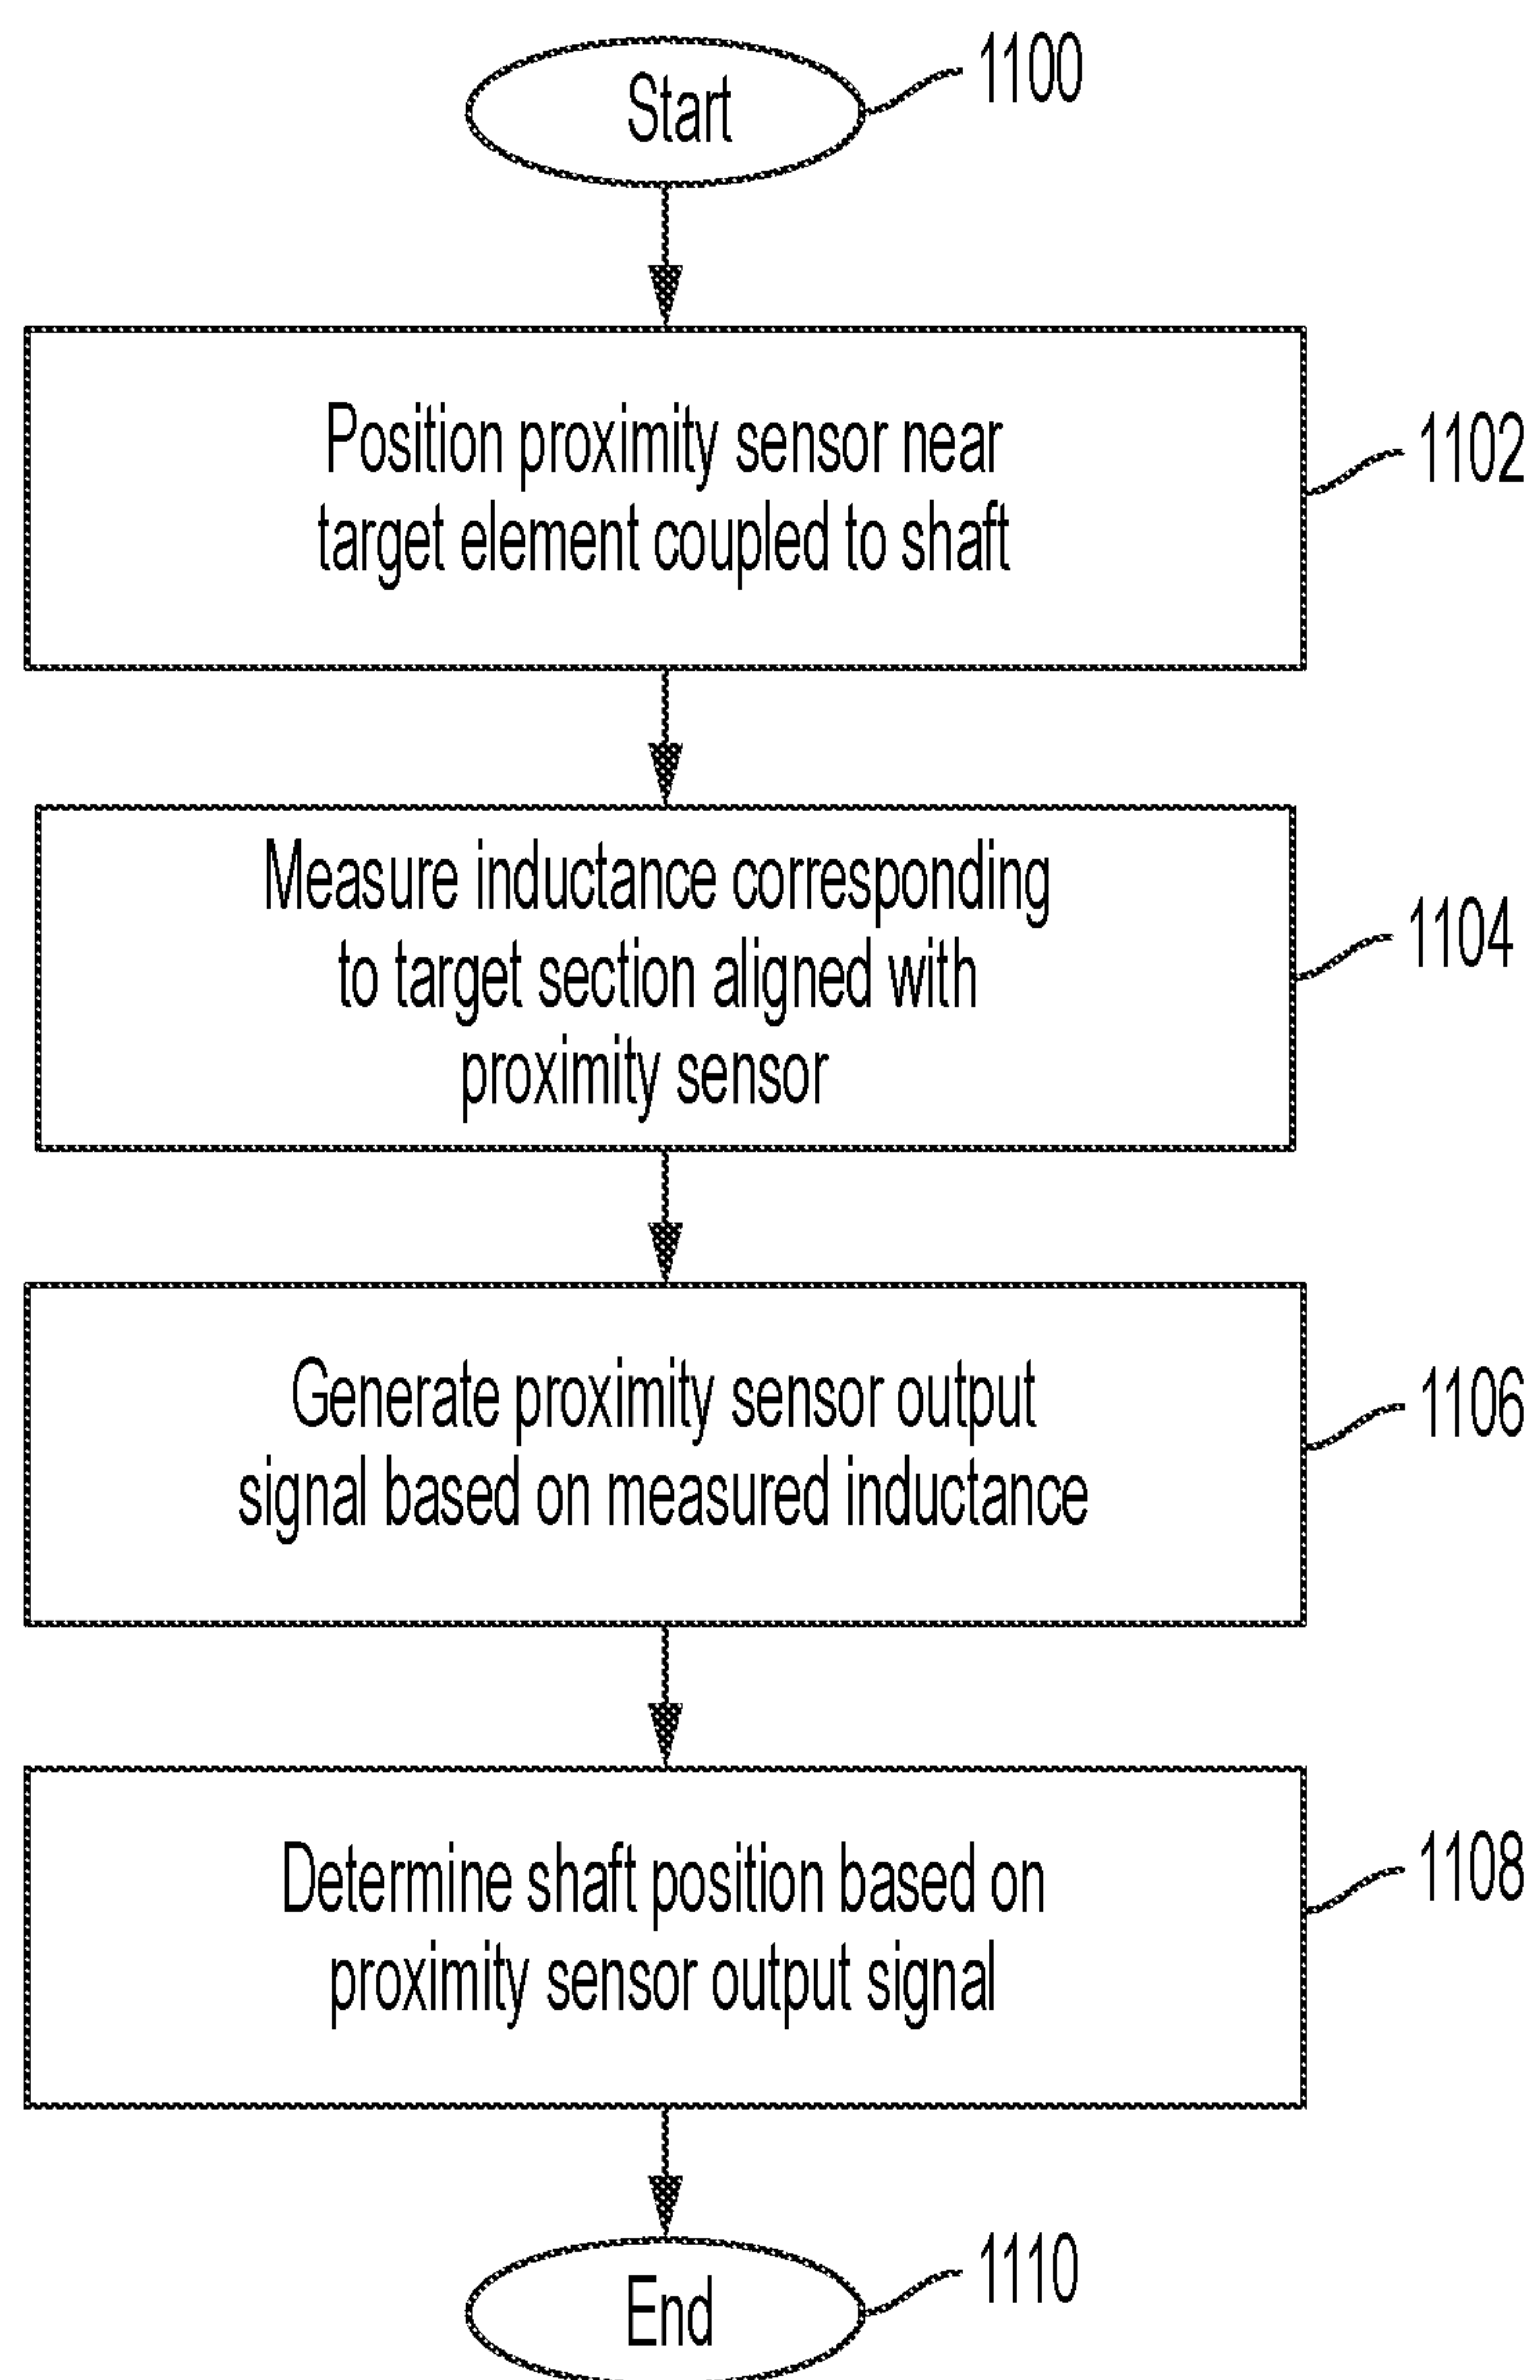 Start
1100
Position proximity sensor near
target element coupled to shaft
1102
Measure inductance corresponding
to target section aligned with
proximity sensor
1104
Generate proximity sensor output
signal based on measured inductance
1106
Determine shaft position based on
proximity sensor output signal
1108
End
1110